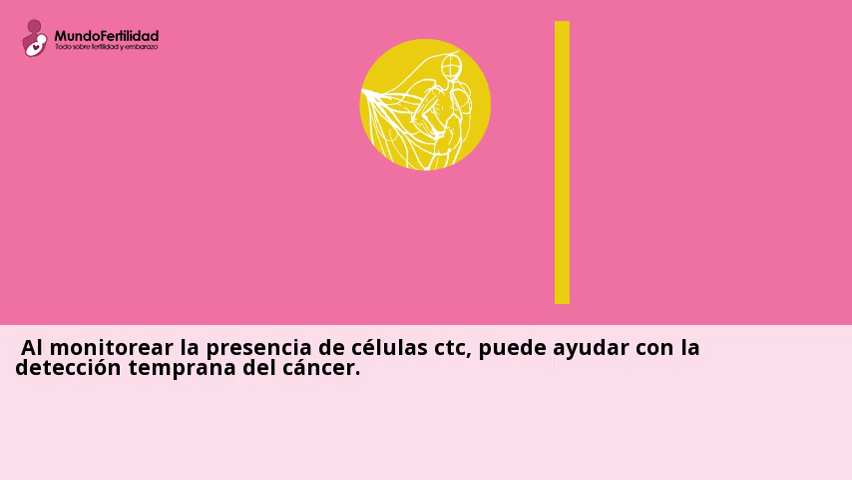 MundoFertilidad
Todo sobre fertilidad y embarazo
Al monitorear la presencia de células ctc, puede ayudar con la
detección temprana del cáncer.